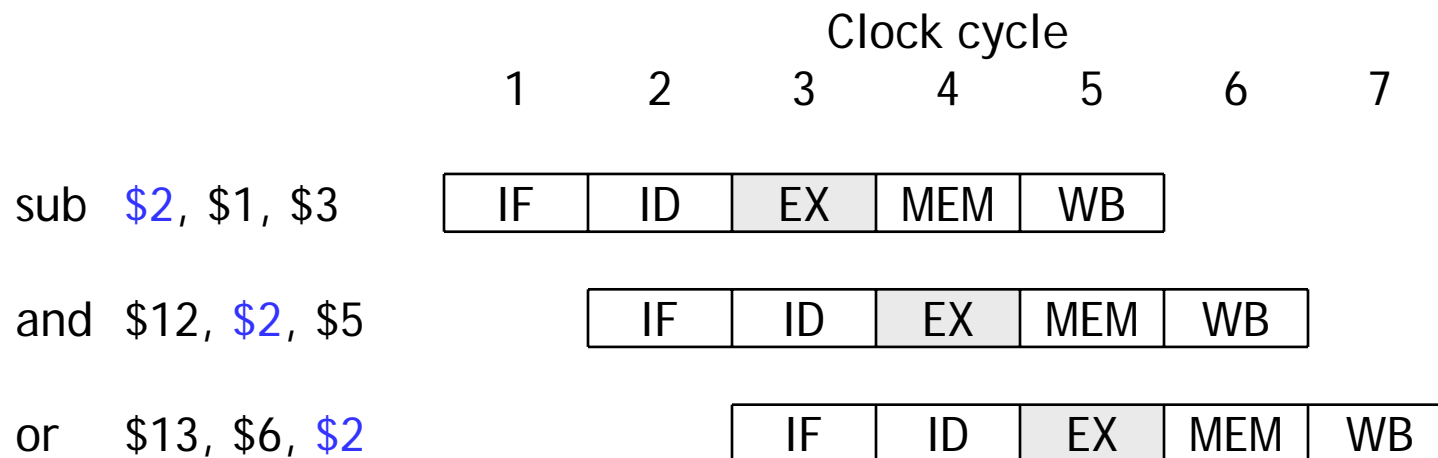 Clock cycle
1 2 3 4 5 6 7
sub $2, $1, $3 IF ID EX MEM WB
and $12, $2, $5 IF ID EX MEM WB
or $13, $6, $2 IF ID EX MEM WB